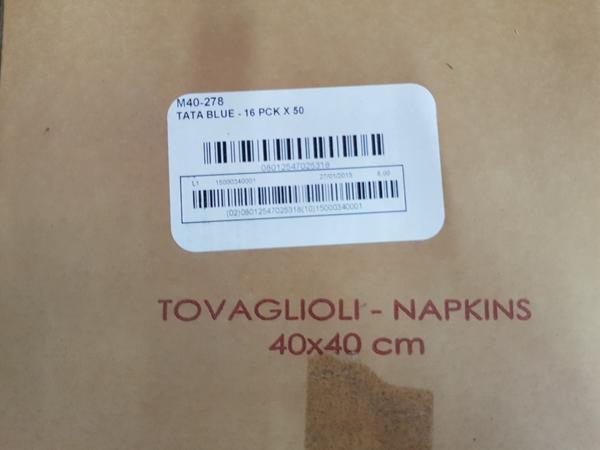 M40-278
TATA BLUE - 16 PCK X 50
08012547025318
L1 15000340001 27/01/2015 6,00
(02)08012547025318(10)15000340001
TOVAGLIOLI - NAPKINS
40x40 cm